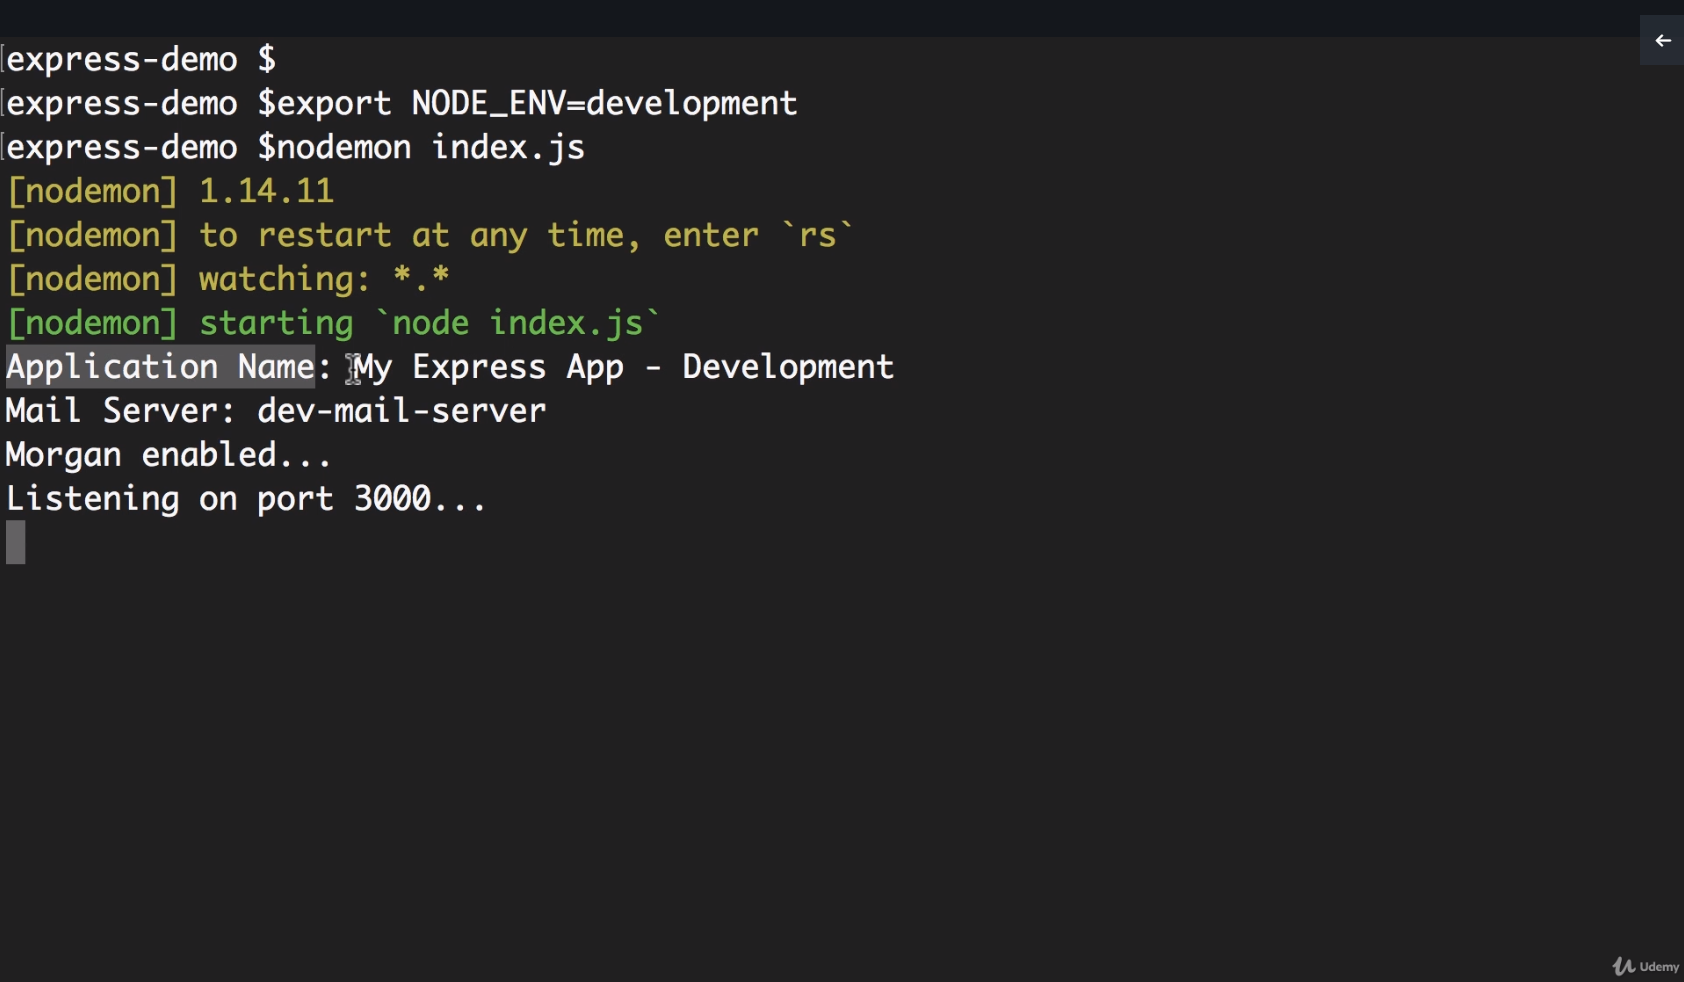 [express-demo $
[express-demo $export NODE_ENV=development
[express-demo $nodemon index.js
[nodemon] 1.14.11
[nodemon] to restart at any time, enter `rs`
[nodemon] watching: *.*
[nodemon] starting `node index.js`
Application Name: My Express App - Development
Mail Server: dev-mail-server
Morgan enabled...
Listening on port 3000...
Udemy